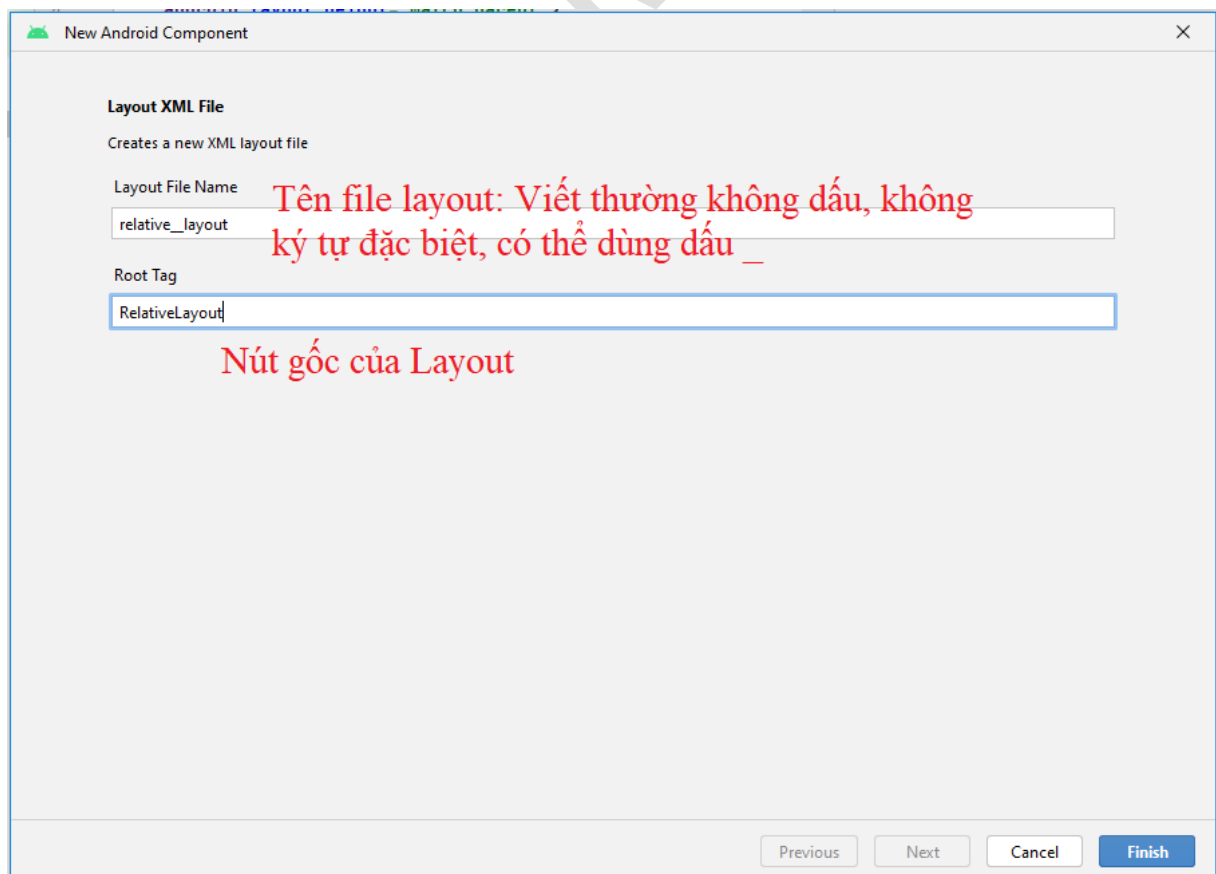 New Android Component
Layout XML File
Creates a new XML layout file
Layout File Name
Tên file layout: Viết thường không dấu, không
relative__layout
ký tự đặc biệt, có thể dùng dấu _
Root Tag
RelativeLayout
Nút gốc của Layout
Previous
Next
Cancel
Finish